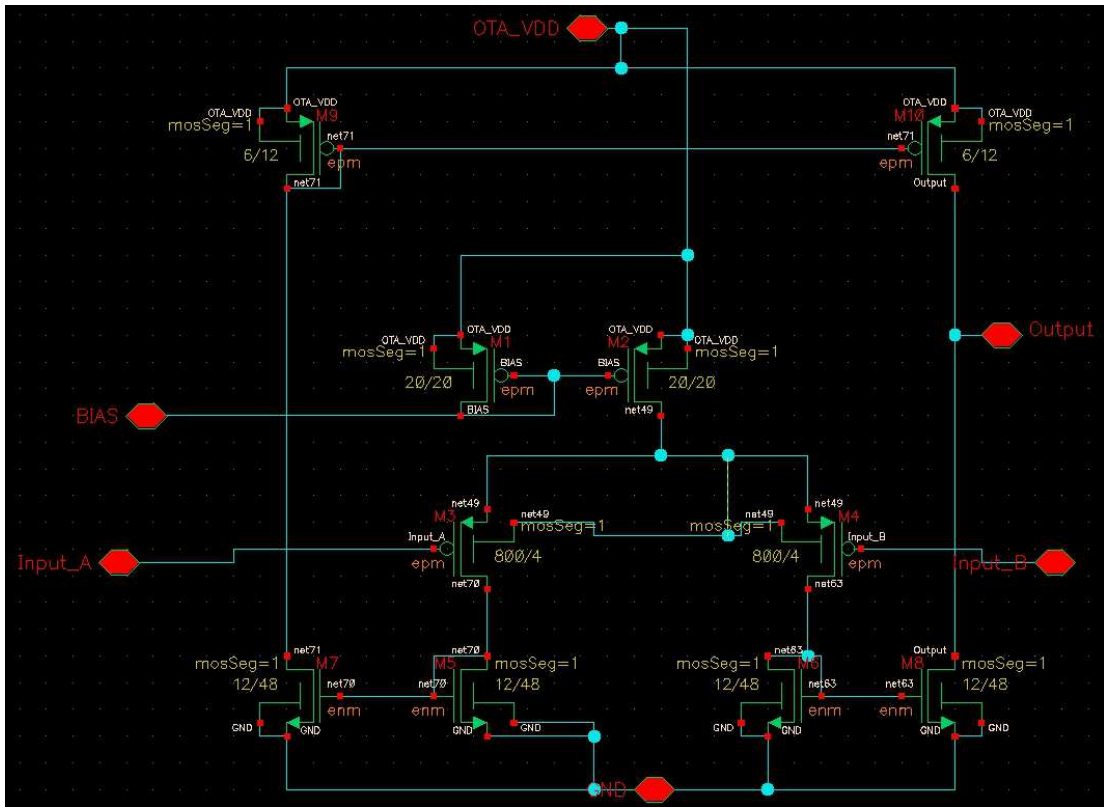 OTA_VDD
OTA_VDD OTA_VDD M9 mosSeg=1 6/12 net71 epm net71
OTA_VDD M10 OTA_VDD mosSeg=1 net71 epm 6/12 Output
OTA_VDD OTA_VDD M1 mosSeg=1 20/20 BIAS epm BIAS
OTA_VDD M2 OTA_VDD mosSeg=1 BIAS epm 20/20 net49
Output
BIAS
net49 M3 net49 mosSeg=1 Input_A epm 800/4 net70
net49 net49 M4 mosSeg=1 800/4 Input_B epm net63
Input_A
Input_B
net71 M7 mosSeg=1 12/48 net70 enm GND GND
net70 M5 mosSeg=1 net70 enm 12/48 GND GND
net63 M6 mosSeg=1 12/48 net63 enm GND GND
Output M8 mosSeg=1 net63 enm 12/48 GND GND
GND